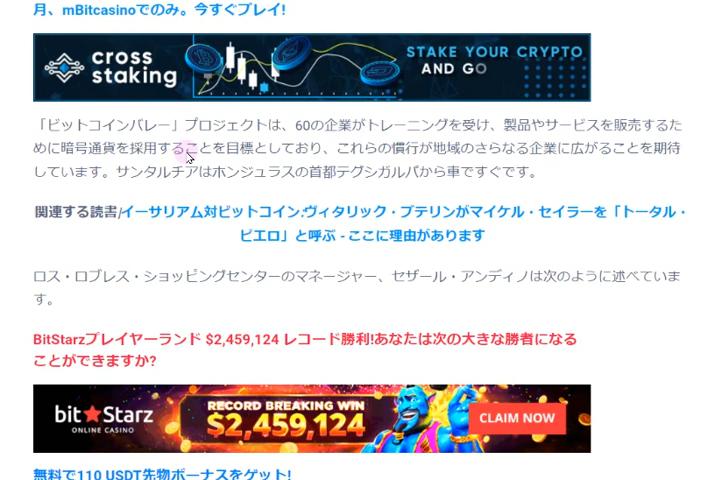 月、mBitcasinoでのみ。今すぐプレイ!
cross
staking
STAKE YOUR CRYPTO
AND GO
「ビットコインバレー」プロジェクトは、60の企業がトレーニングを受け、製品やサービスを販売するた
めに暗号通貨を採用することを目標としており、これらの慣行が地域のさらなる企業に広がることを期待
しています。サンタルチアはホンジュラスの首都テグシガルパから車ですぐです。
関連する読書/イーサリアム対ビットコイン:ヴィタリック・ブテリンがマイケル・セイラーを「トータル・
ピエロ」と呼ぶ - ここに理由があります
ロス・ロブレス・ショッピングセンターのマネージャー、セザール・アンディノは次のように述べていま
す。
BitStarzプレイヤーランド $2,459,124 レコード勝利!あなたは次の大きな勝者になる
ことができますか?
bit★Starz
ONLINE CASINO
RECORD BREAKING WIN
$2,459,124
CLAIM NOW
無料で110 USDT先物ボーナスをゲット!